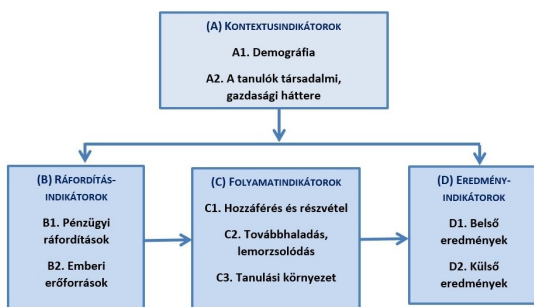 (A) KONTEXTUSINDIKÁTOROK
A1. Demográfia
A2. A tanulók társadalmi,
gazdasági háttere
(B) RÁFORDÍTÁS-
INDIKÁTOROK
B1. Pénzügyi
ráfordítások
B2. Emberi
erőforrások
(C) FOLYAMATINDIKÁTOROK
C1. Hozzáférés és részvétel
C2. Továbbhaladás,
lemorzsolódás
C3. Tanulási környezet
(D) EREDMÉNY-
INDIKÁTOROK
D1. Belső
eredmények
D2. Külső
eredmények